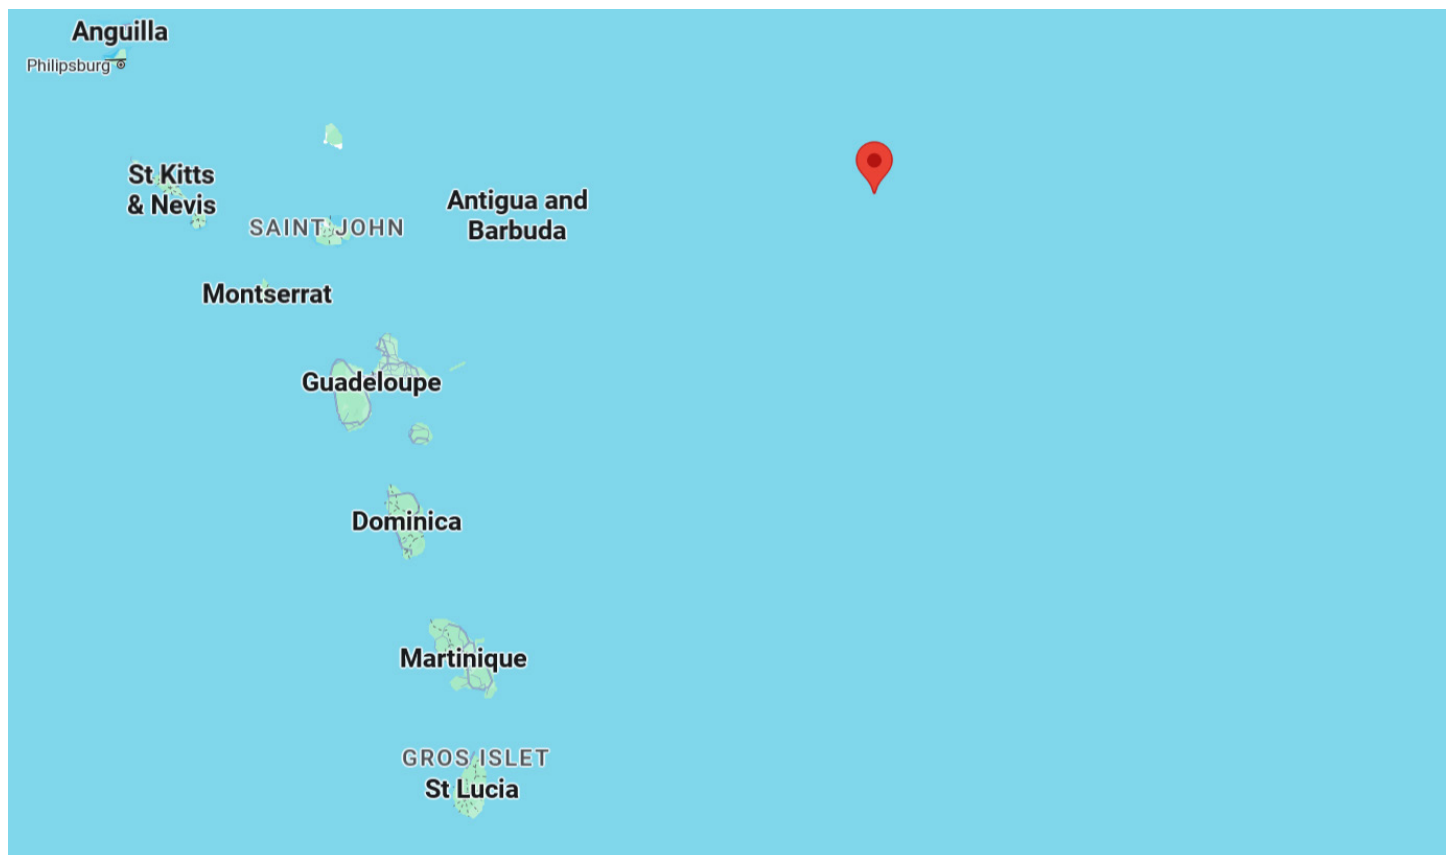 Anguilla
Philipsburg
St Kitts
& Nevis
Antigua and
Barbuda
SAINT JOHN
Montserrat
Guadeloupe
Dominica
Martinique
GROS ISLET
St Lucia